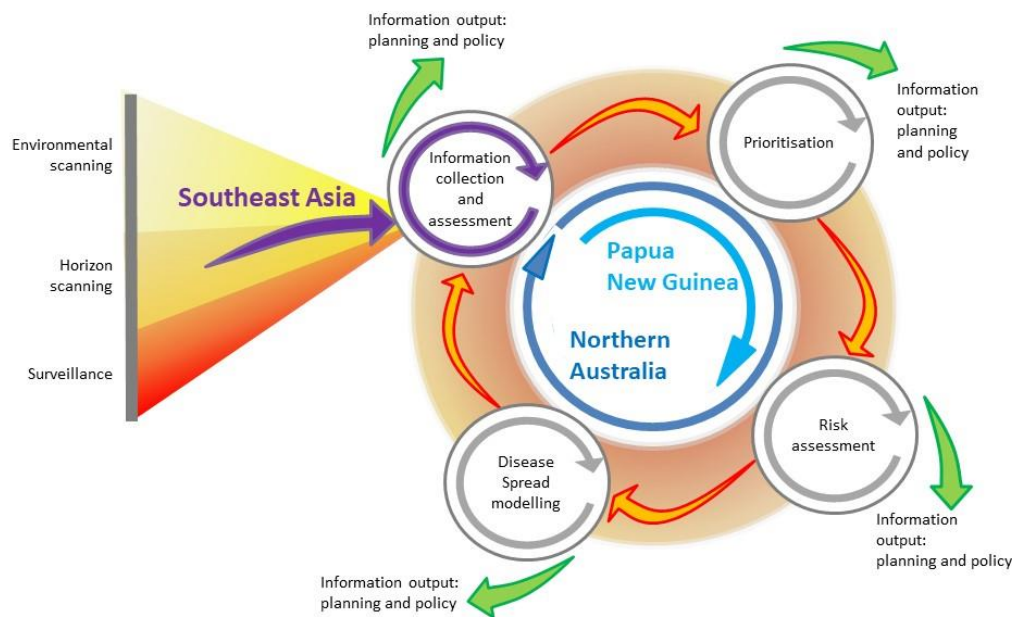 Information output:
planning and policy
Environmental
scanning
Southeast Asia
Horizon
scanning
Surveillance
Information
collection
and
assessment
Prioritisation
Information
output:
planning
and policy
Papua
New Guinea
Northern
Australia
Risk
assessment
Information
output:
planning and policy
Disease
Spread
modelling
Information output:
planning and policy